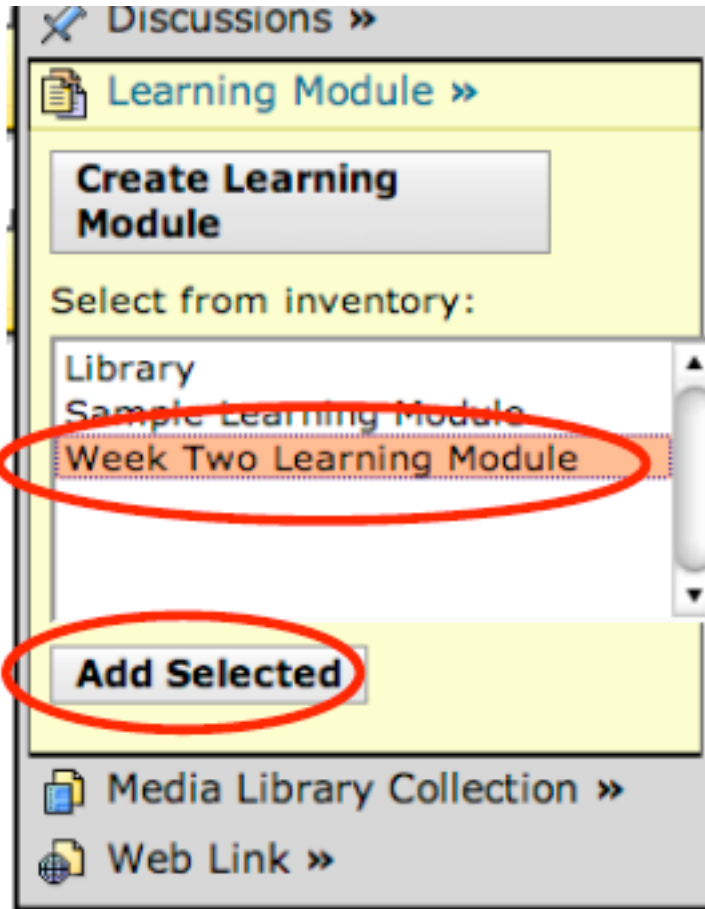 Discussions »
Learning Module »
Create Learning
Module
Select from inventory:
Library
Sample Learning Module
Week Two Learning Module
Add Selected
Media Library Collection »
Web Link »